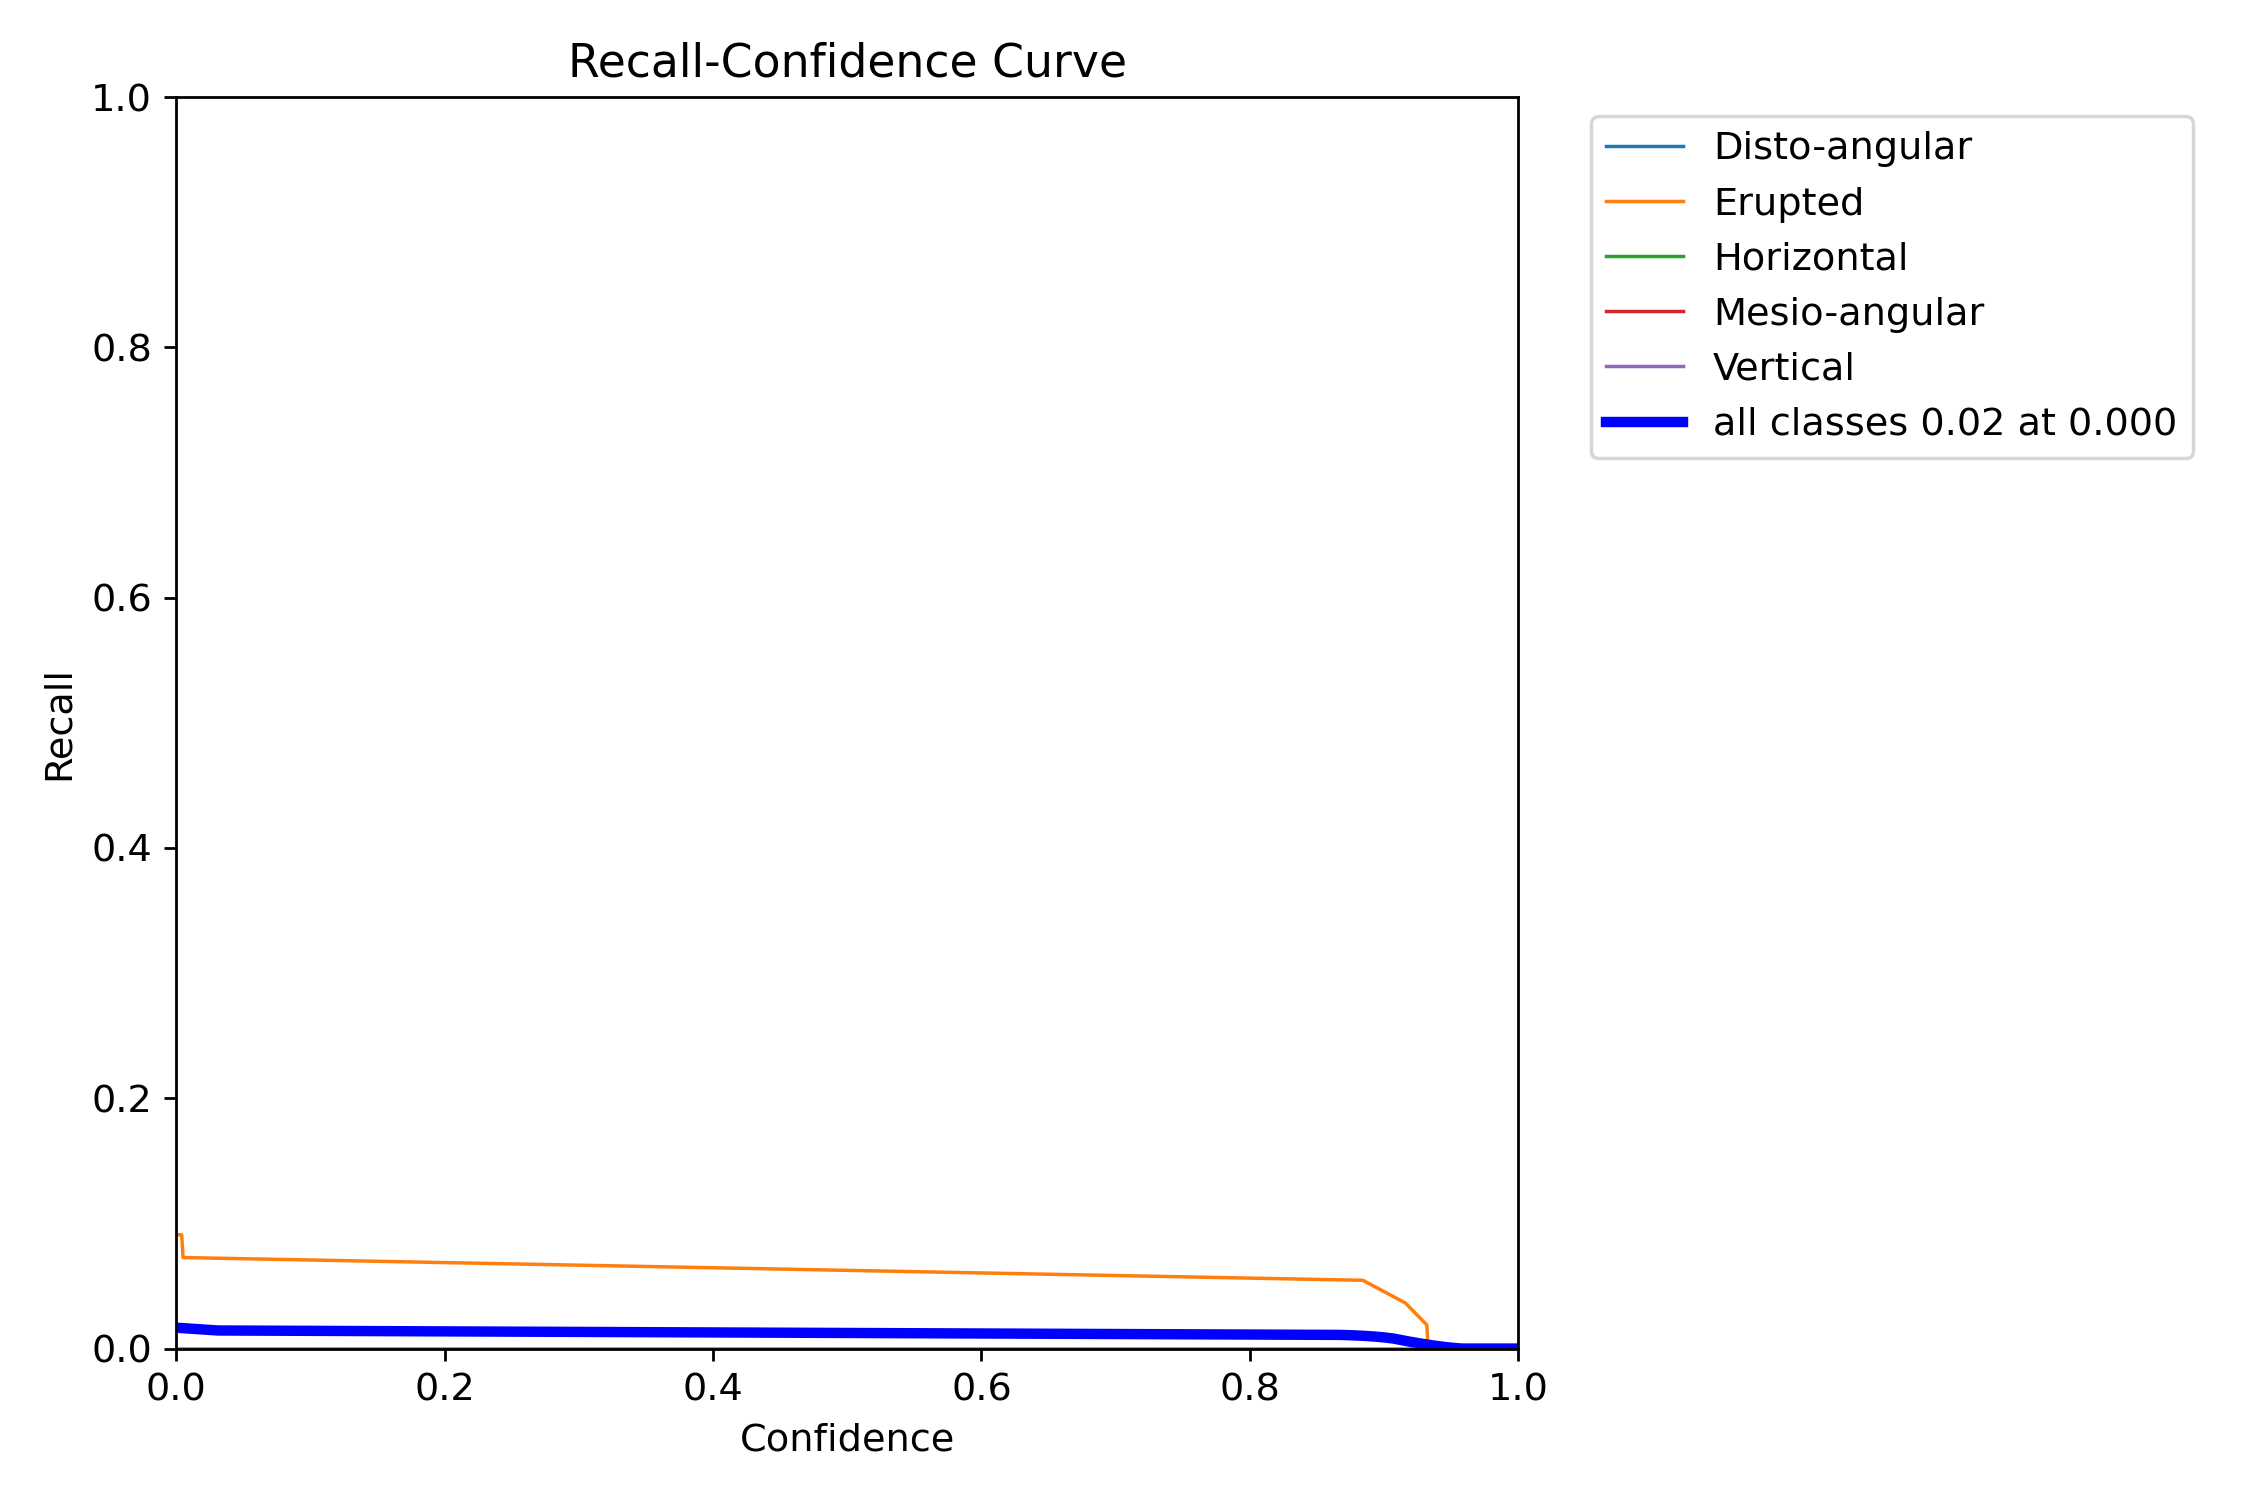 Recall-Confidence Curve
1.0
0.8
0.6
0.4
0.2
0.0
Recall
0.0 0.2 0.4 0.6 0.8 1.0
Confidence
Disto-angular
Erupted
Horizontal
Mesio-angular
Vertical
all classes 0.02 at 0.000